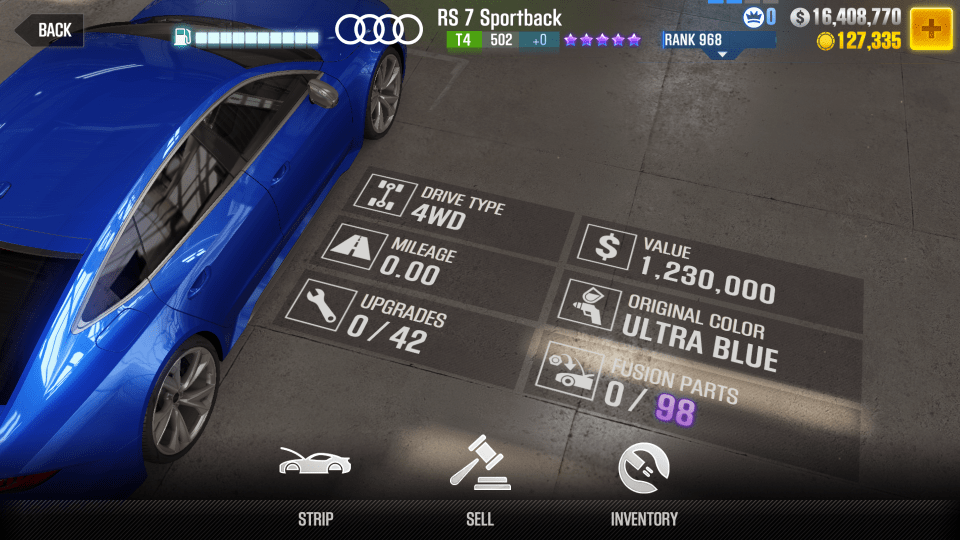 BACK
RS 7 Sportback
T4 502 +0
RANK 968
0
$ 16,408,770
127,335
+
DRIVE TYPE
4WD
MILEAGE
0.00
UPGRADES
0/42
$
VALUE
1,230,000
ORIGINAL COLOR
ULTRA BLUE
FUSION PARTS
0/98
STRIP
SELL
INVENTORY